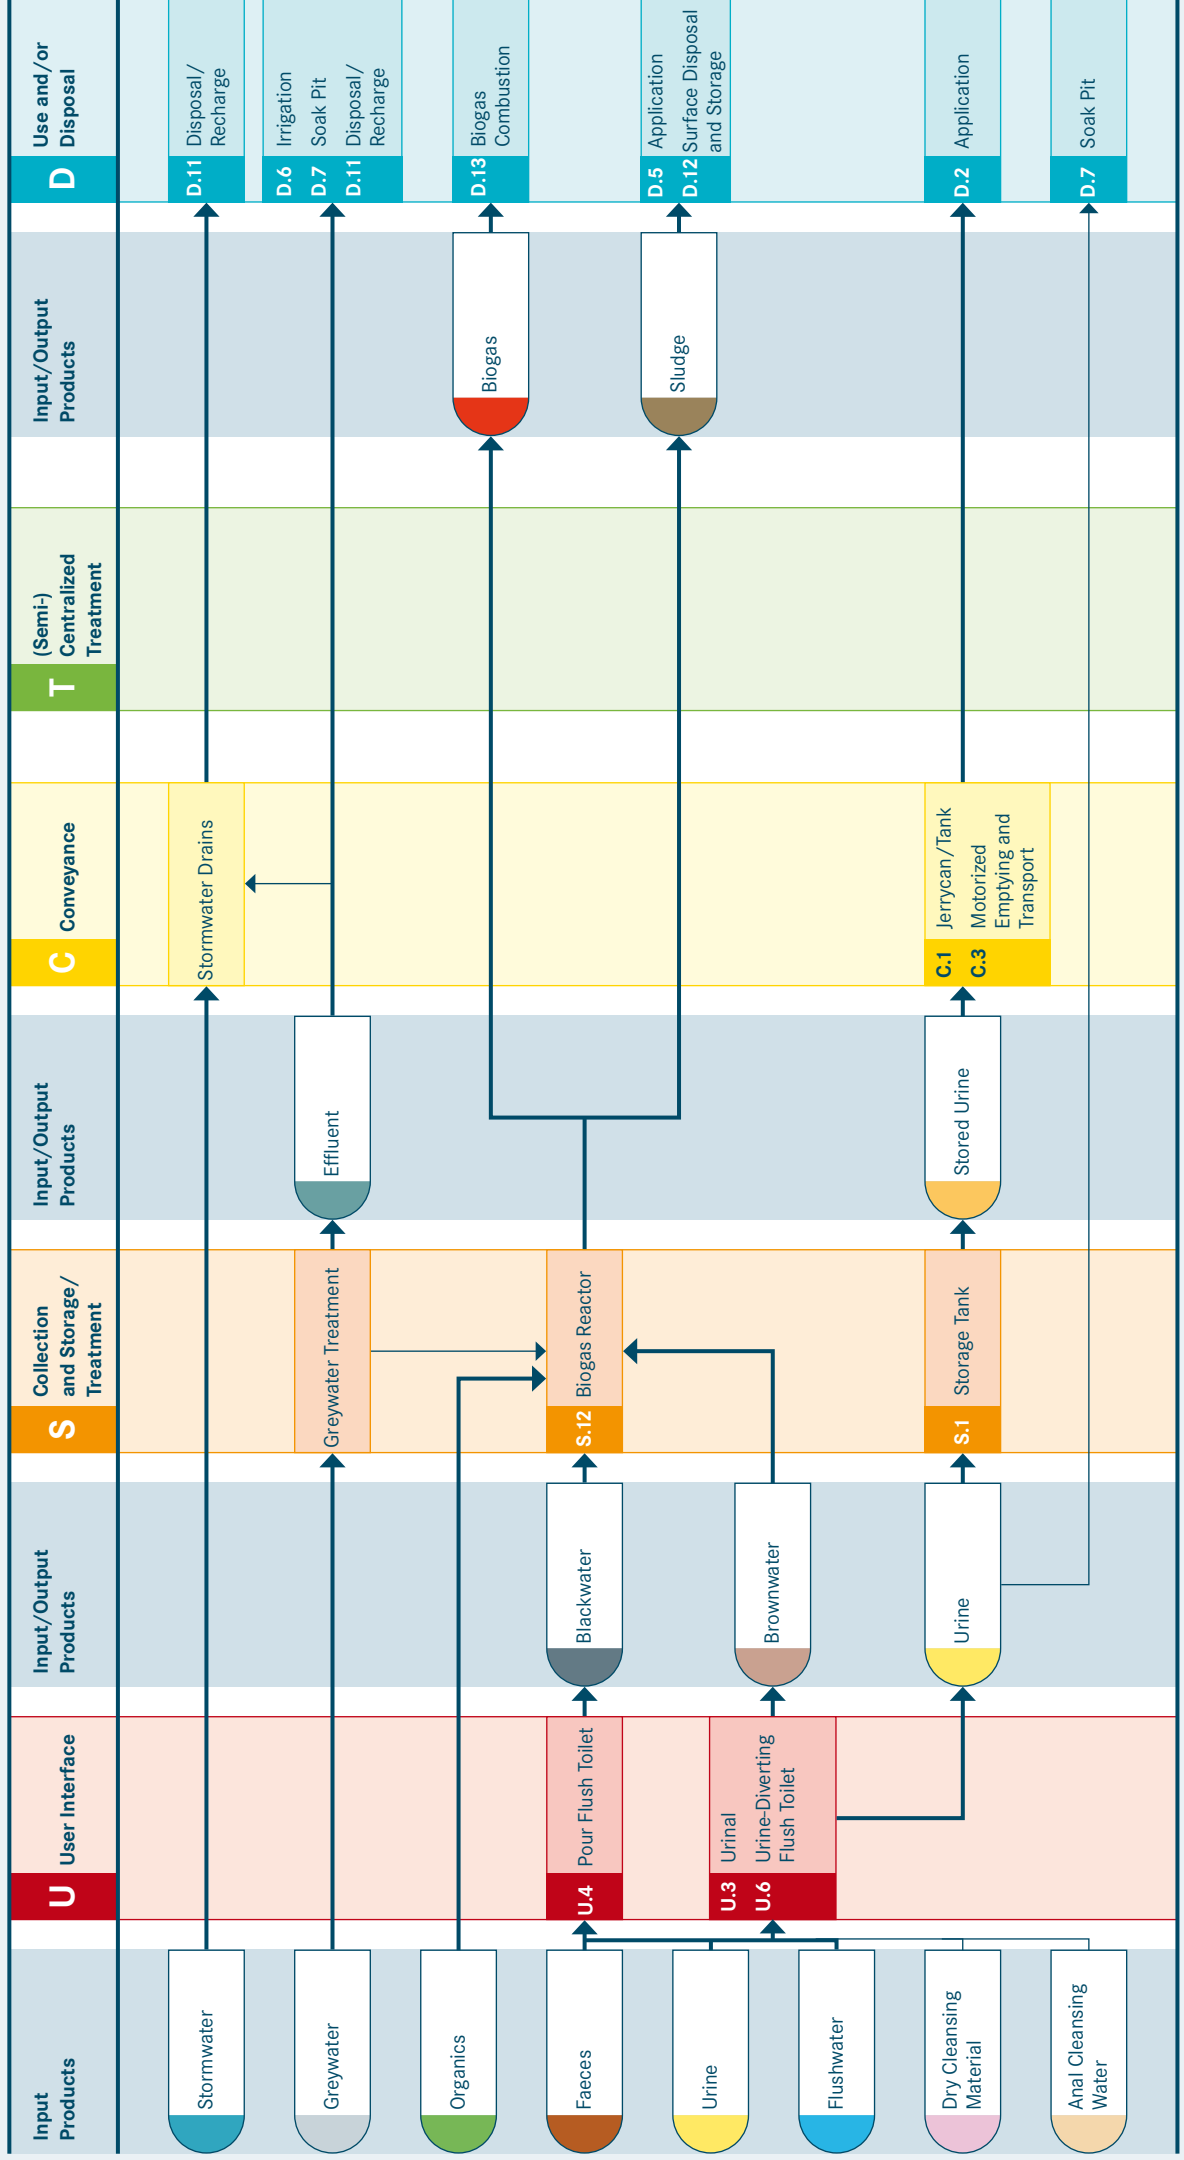 Input
Products
U
User Interface
Input/Output
Products
S
Collection
and Storage/
Treatment
Input/Output
Products
C
Conveyance
T
(Semi-)
Centralized
Treatment
Input/Output
Products
D
Use and/or
Disposal
Stormwater
Stormwater Drains
D.11
Disposal/
Recharge
Greywater
Greywater Treatment
Effluent
D.6
Irrigation
D.7
Soak Pit
D.11
Disposal/
Recharge
Organics
Biogas
D.13
Biogas
Combustion
Faeces
U.4
Pour Flush Toilet
Blackwater
S.12
Biogas Reactor
Sludge
D.5
Application
D.12
Surface Disposal
and Storage
Urine
U.3
Urinal
U.6
Urine-Diverting
Flush Toilet
Brownwater
Flushwater
Dry Cleansing
Material
Urine
S.1
Storage Tank
Stored Urine
C.1
Jerrycan/Tank
C.3
Motorized
Emptying and
Transport
D.2
Application
Anal Cleansing
Water
D.7
Soak Pit